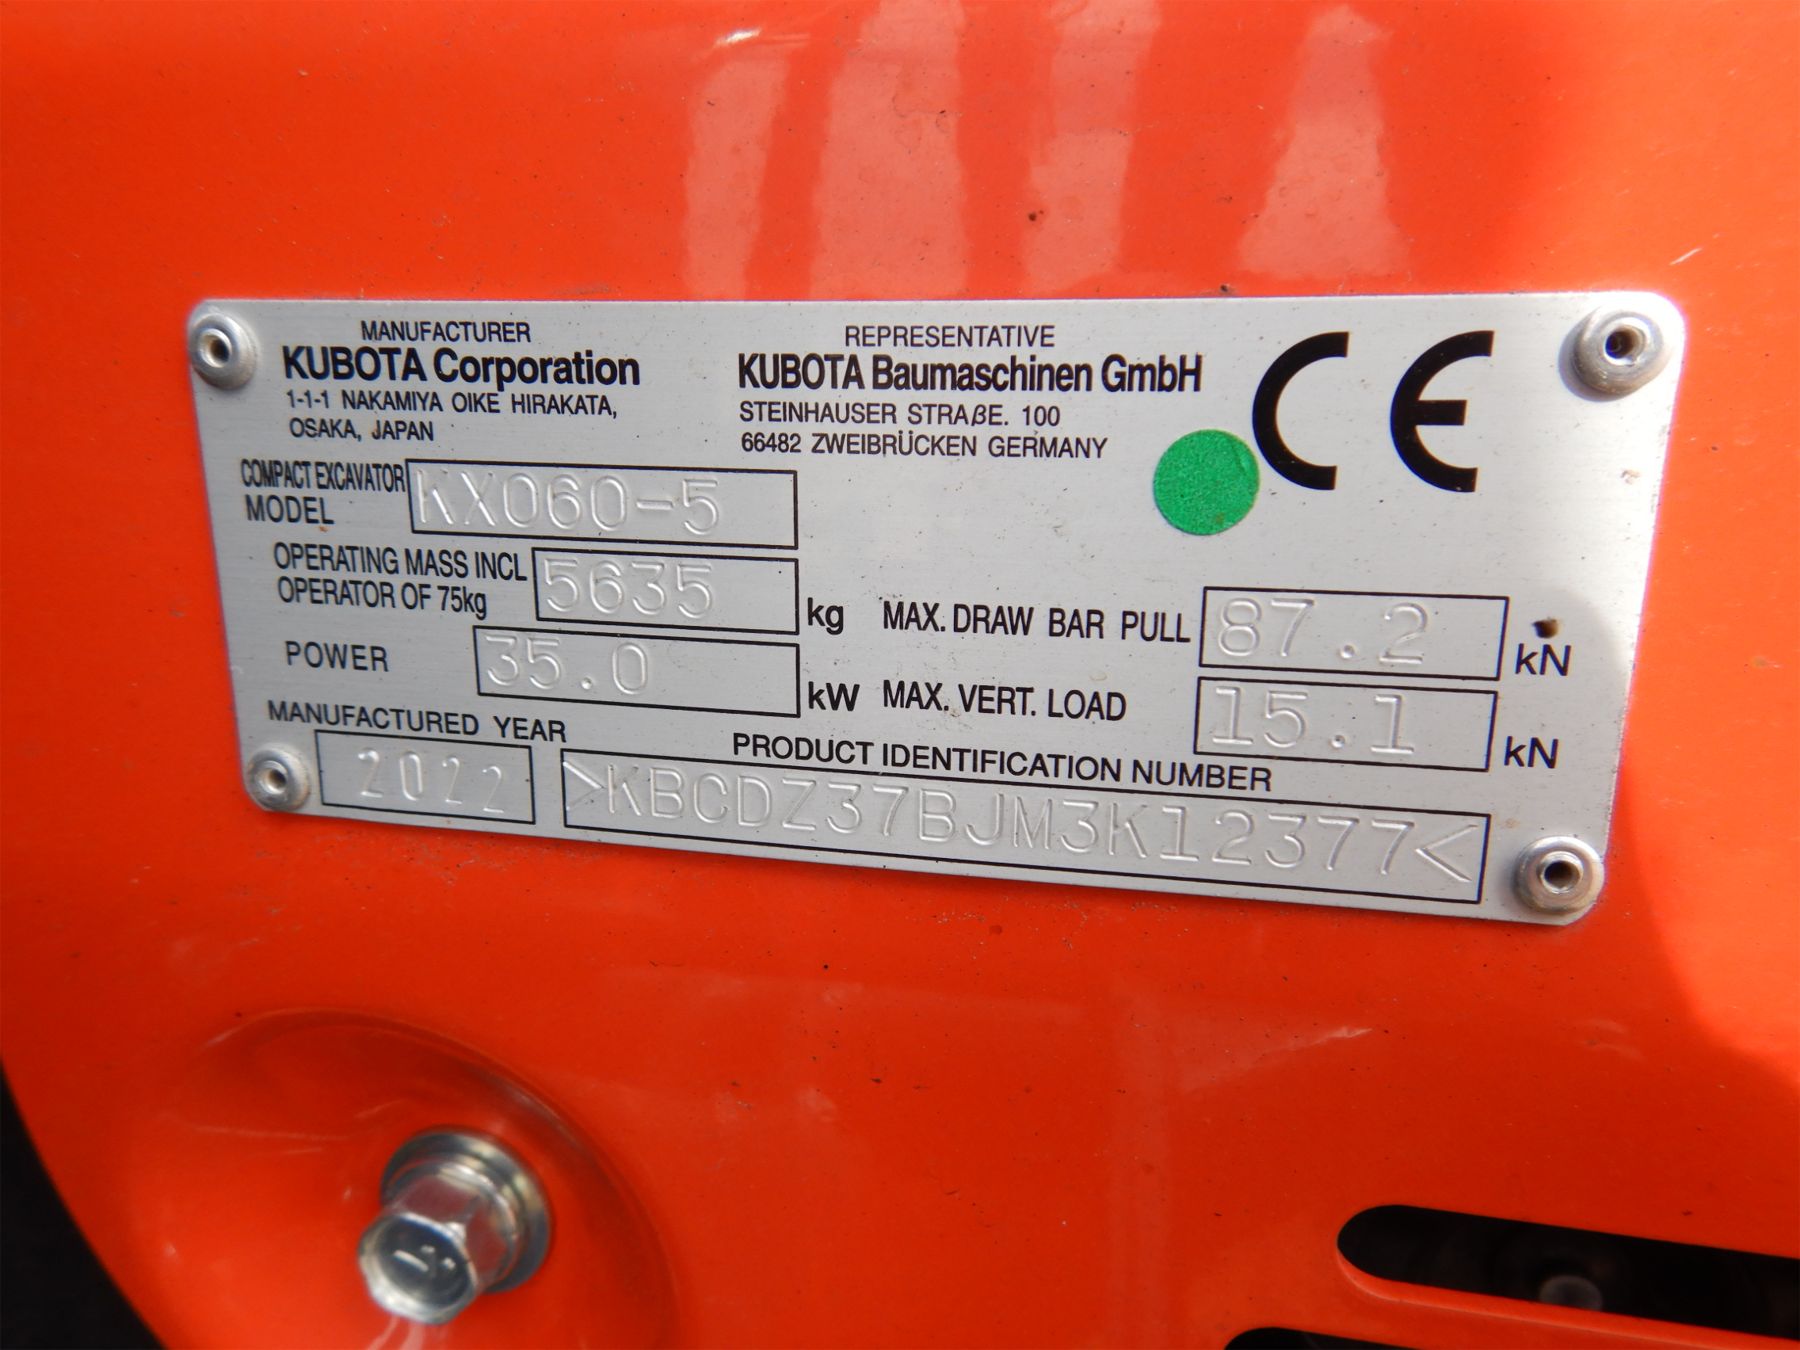 MANUFACTURER
KUBOTA Corporation
1-1-1 NAKAMIYA OIKE HIRAKATA,
OSAKA, JAPAN
REPRESENTATIVE
KUBOTA Baumaschinen GmbH
STEINHAUSER STRAßE. 100
66482 ZWEIBRÜCKEN GERMANY
CE
COMPACT EXCAVATOR
MODEL KX060-5
OPERATING MASS INCL
OPERATOR OF 75kg 5635 kg
POWER 35.0 kW
MAX. DRAW BAR PULL 87.2 kN
MAX. VERT. LOAD 15.1 kN
MANUFACTURED YEAR
2022
PRODUCT IDENTIFICATION NUMBER
>KBCDZ37BJM3K12377<